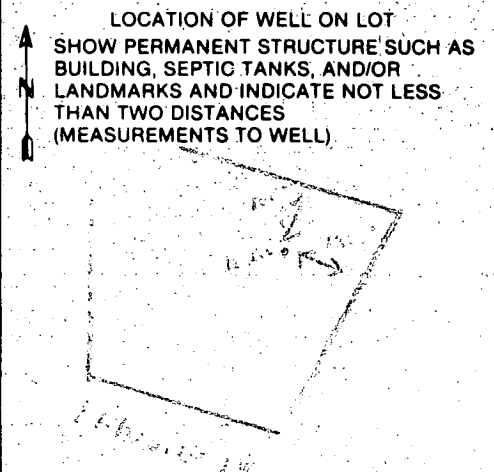 LOCATION OF WELL ON LOT
SHOW PERMANENT STRUCTURE SUCH AS
BUILDING, SEPTIC TANKS, AND/OR
N LANDMARKS AND INDICATE NOT LESS
THAN TWO DISTANCES
(MEASUREMENTS TO WELL)